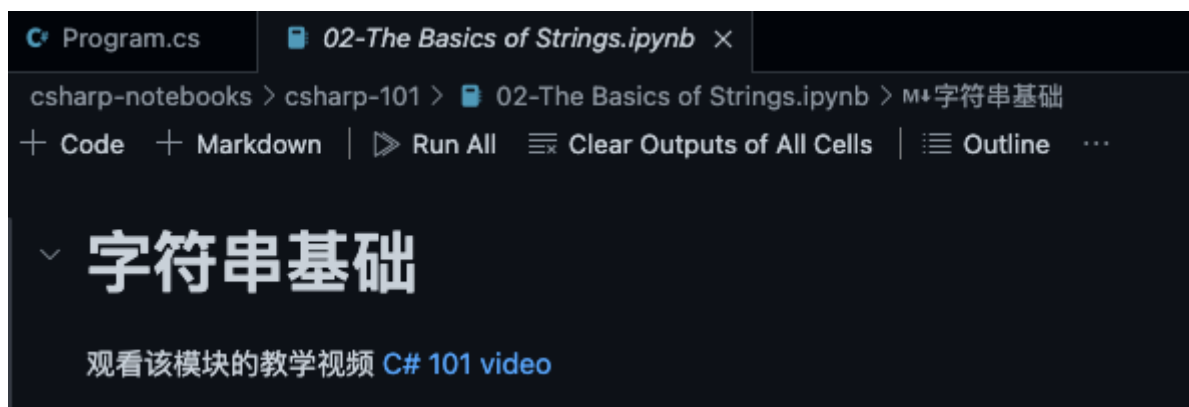 C# Program.cs 02-The Basics of Strings.ipynb ×
csharp-notebooks > csharp-101 > 02-The Basics of Strings.ipynb > M↓字符串基础
+ Code + Markdown | Run All Clear Outputs of All Cells | Outline ...
字符串基础
观看该模块的教学视频 C# 101 video